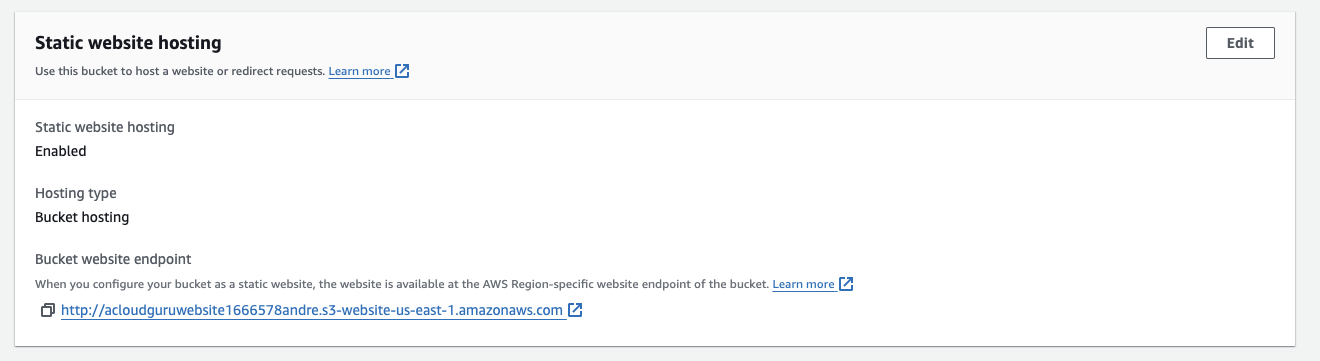 Static website hosting
Edit
Use this bucket to host a website or redirect requests. Learn more
Static website hosting
Enabled
Hosting type
Bucket hosting
Bucket website endpoint
When you configure your bucket as a static website, the website is available at the AWS Region-specific website endpoint of the bucket. Learn more
http://acloudguruwebsite1666578andre.s3-website-us-east-1.amazonaws.com